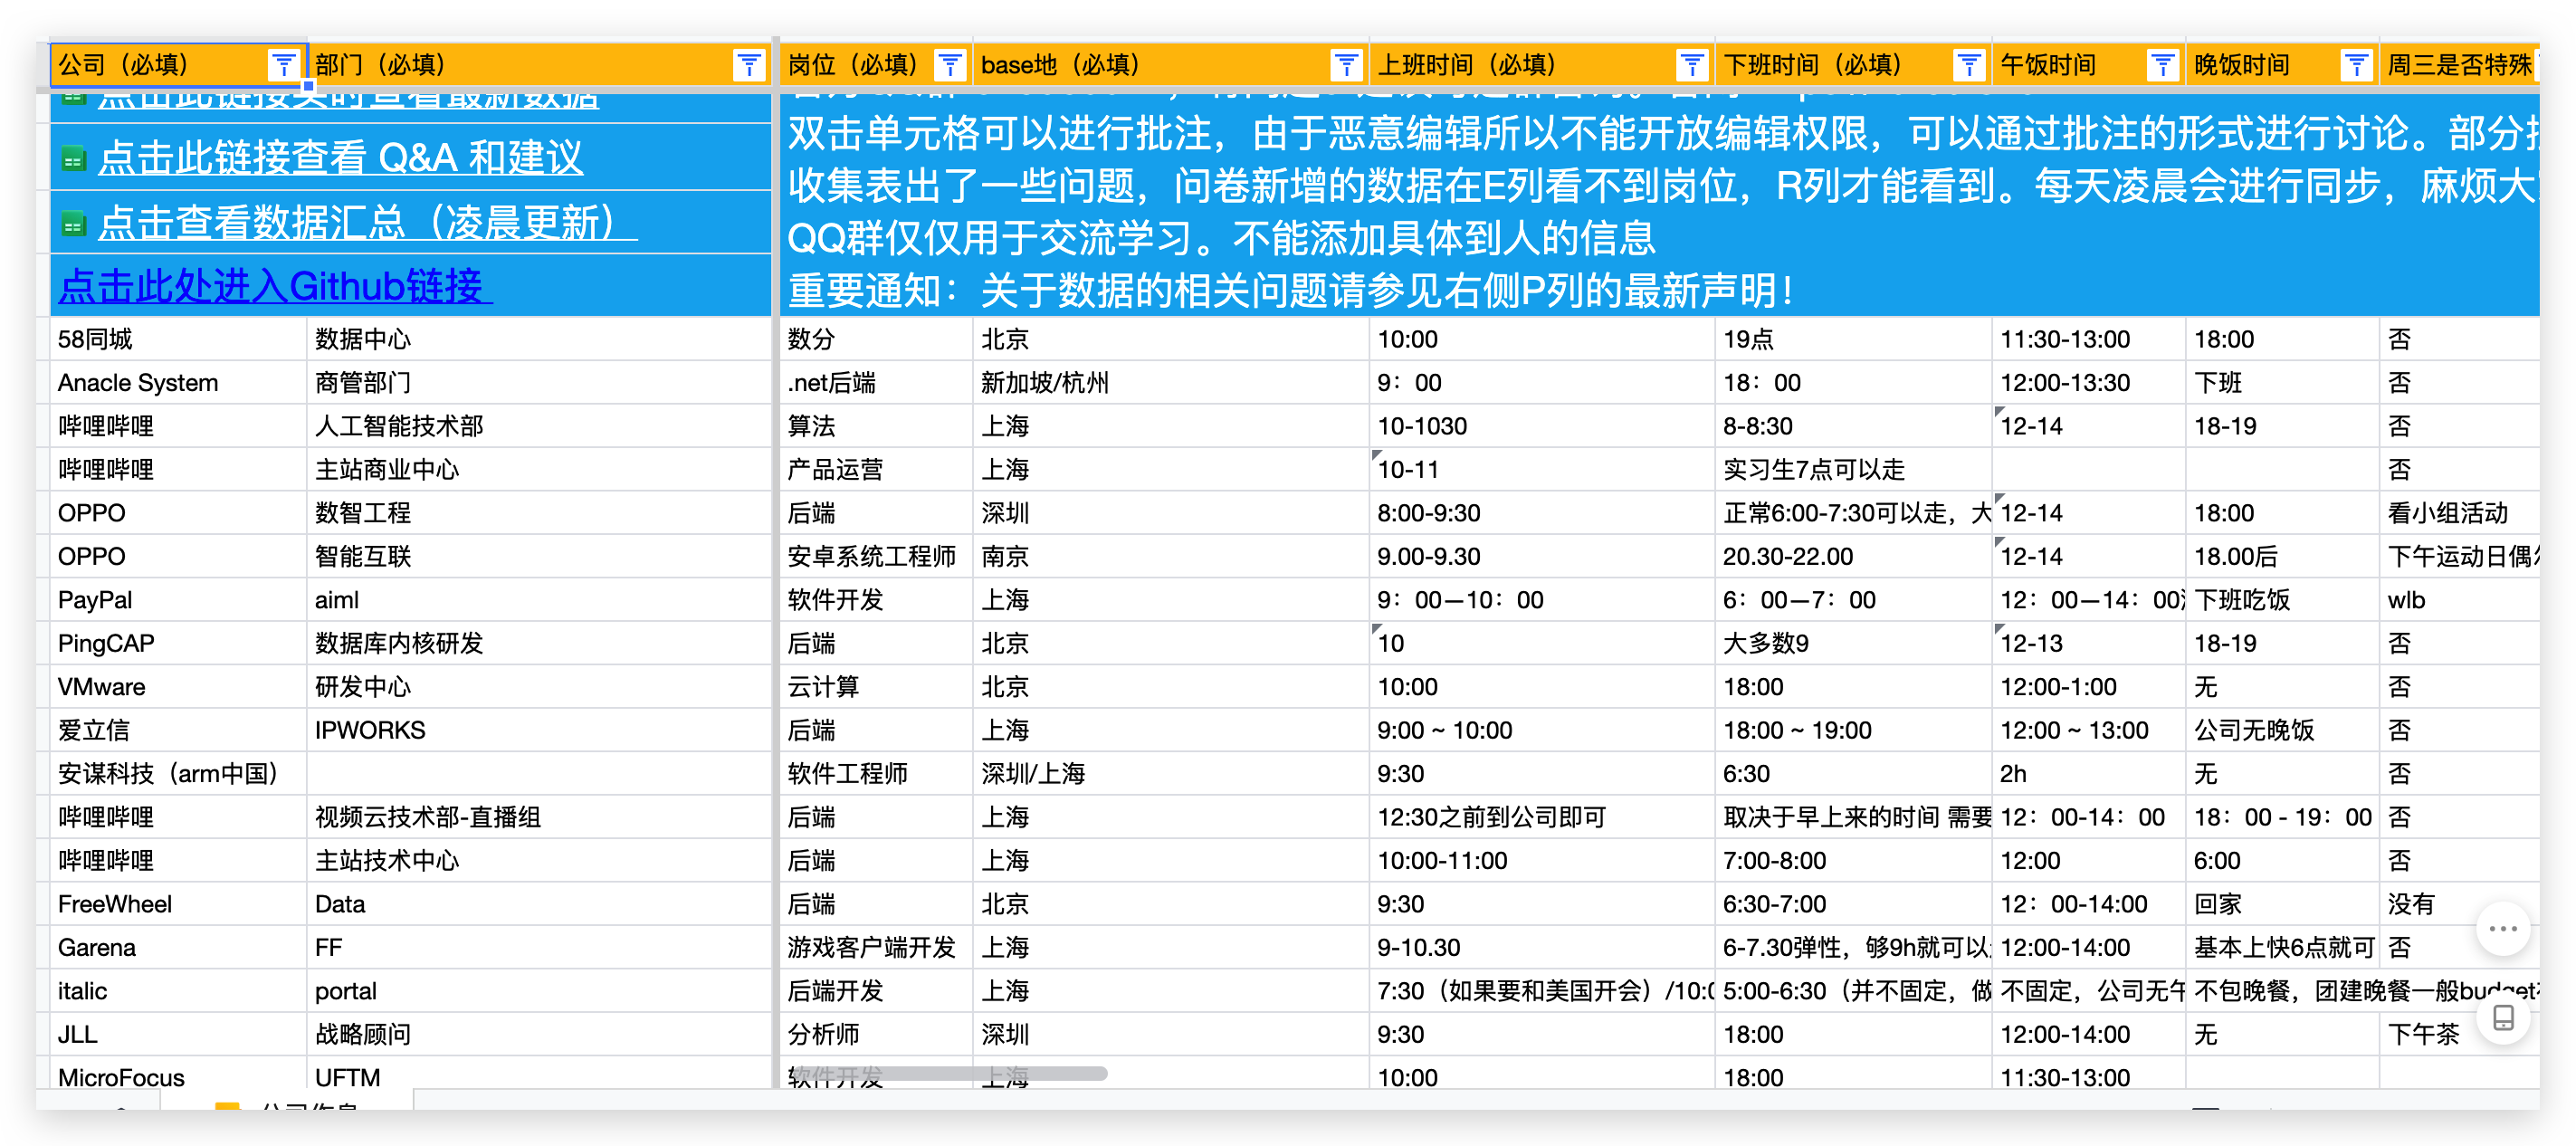 公司（必填） 部门（必填） 岗位（必填） base地（必填） 上班时间（必填） 下班时间（必填） 午饭时间 晚饭时间 周三是否特殊
点击此链接实时查看最新数据
点击此链接查看 Q&A 和建议
点击查看数据汇总（凌晨更新）
点击此处进入Github链接
双击单元格可以进行批注，由于恶意编辑所以不能开放编辑权限，可以通过批注的形式进行讨论。部分
收集表出了一些问题，问卷新增的数据在E列看不到岗位，R列才能看到。每天凌晨会进行同步，麻烦大
QQ群仅仅用于交流学习。不能添加具体到人的信息
重要通知：关于数据的相关问题请参见右侧P列的最新声明！
58同城 数据中心 数分 北京 10:00 19点 11:30-13:00 18:00 否
Anacle System 商管部门 .net后端 新加坡/杭州 9：00 18：00 12:00-13:30 下班 否
哔哩哔哩 人工智能技术部 算法 上海 10-1030 8-8:30 12-14 18-19 否
哔哩哔哩 主站商业中心 产品运营 上海 10-11 实习生7点可以走 否
OPPO 数智工程 后端 深圳 8:00-9:30 正常6:00-7:30可以走，大 12-14 18:00 看小组活动
OPPO 智能互联 安卓系统工程师 南京 9.00-9.30 20.30-22.00 12-14 18.00后 下午运动日偶
PayPal aiml 软件开发 上海 9：00—10：00 6：00—7：00 12：00—14：00 下班吃饭 wlb
PingCAP 数据库内核研发 后端 北京 10 大多数9 12-13 18-19 否
VMware 研发中心 云计算 北京 10:00 18:00 12:00-1:00 无 否
爱立信 IPWORKS 后端 上海 9:00 ~ 10:00 18:00 ~ 19:00 12:00 ~ 13:00 公司无晚饭 否
安谋科技（arm中国） 软件工程师 深圳/上海 9:30 6:30 2h 无 否
哔哩哔哩 视频云技术部-直播组 后端 上海 12:30之前到公司即可 取决于早上来的时间 需要 12：00-14：00 18：00 - 19：00 否
哔哩哔哩 主站技术中心 后端 上海 10:00-11:00 7:00-8:00 12:00 6:00 否
FreeWheel Data 后端 北京 9:30 6:30-7:00 12：00-14:00 回家 没有
Garena FF 游戏客户端开发 上海 9-10.30 6-7.30弹性，够9h就可以 12:00-14:00 基本上快6点就可 否
italic portal 后端开发 上海 7:30（如果要和美国开会）/10:0 5:00-6:30（并不固定，做 不固定，公司无午 不包晚餐，团建晚餐一般budget
JLL 战略顾问 分析师 深圳 9:30 18:00 12:00-14:00 无 下午茶
MicroFocus UFTM 软件开发 上海 10:00 18:00 11:30-13:00
公司作息